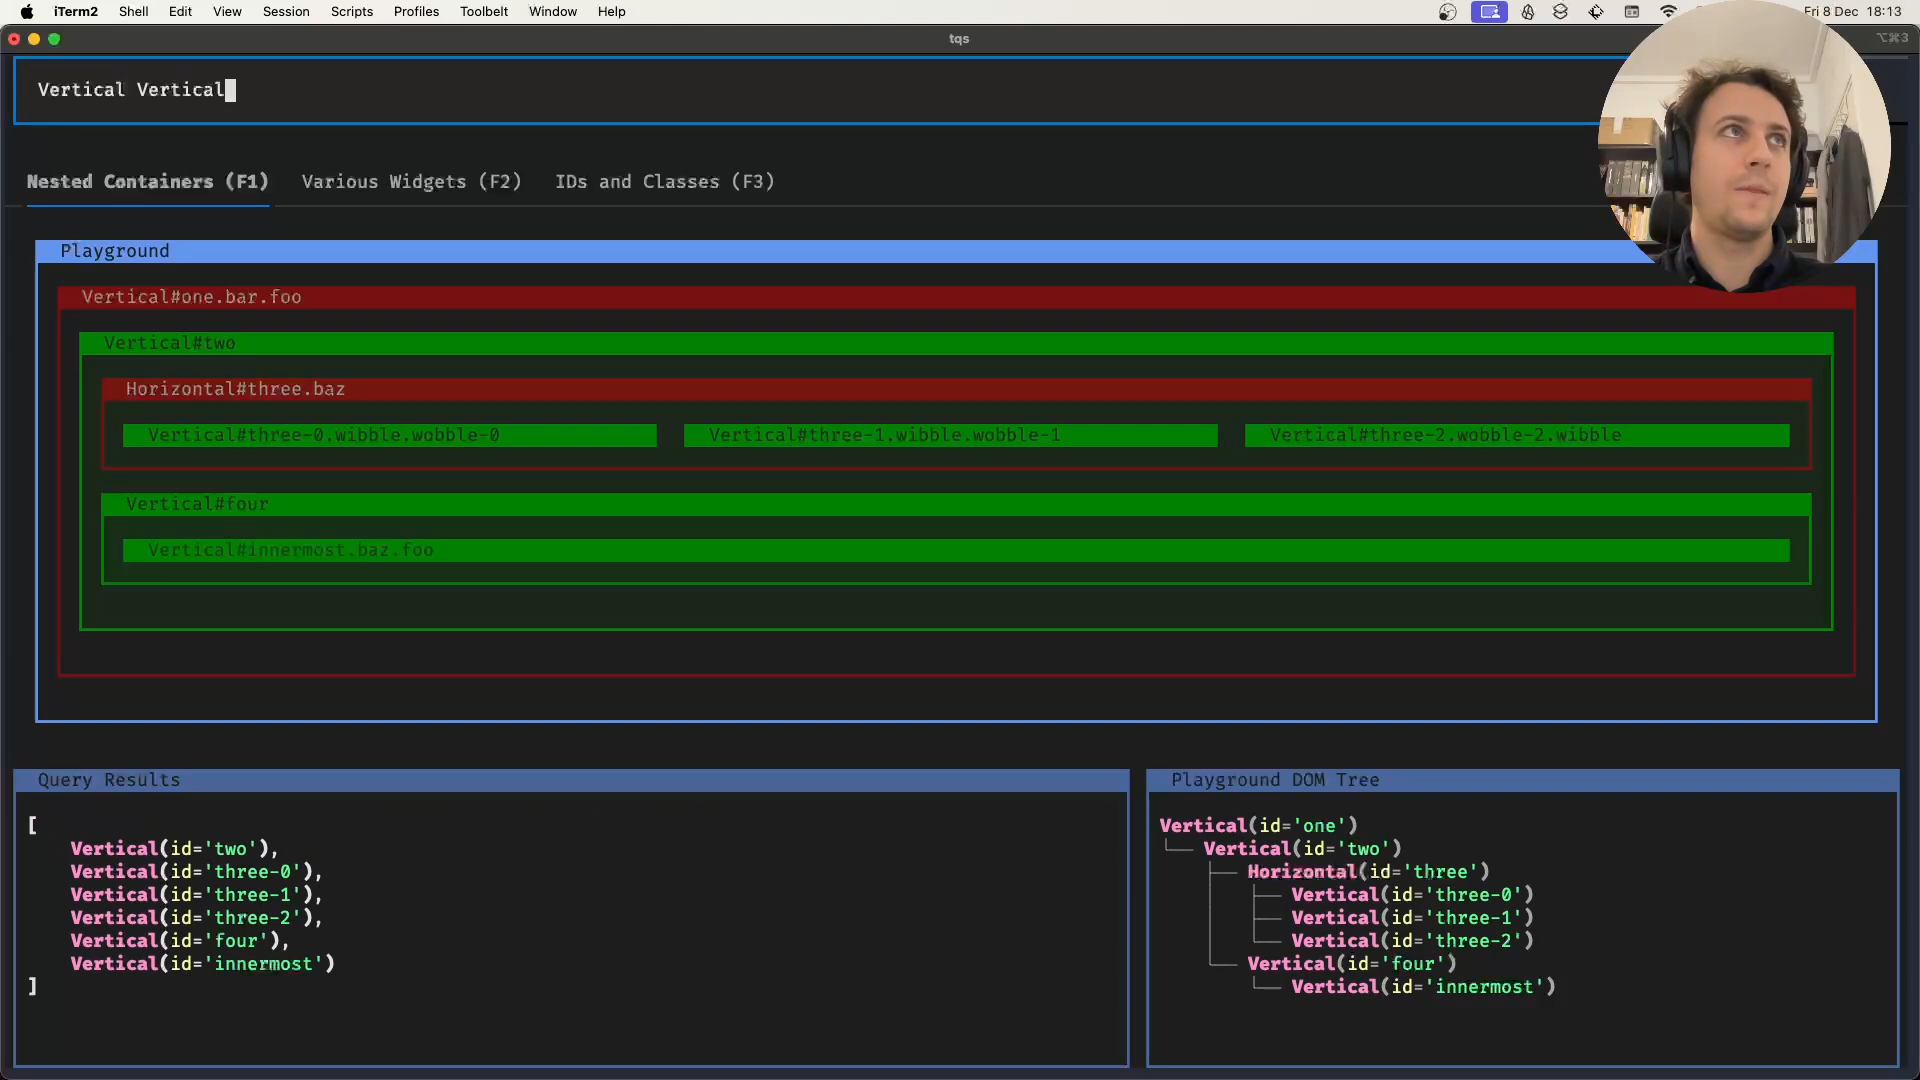 iTerm2 Shell Edit View Session Scripts Profiles Toolbelt Window Help Fri 8 Dec 18:13
tqs ⌥⌘3
Vertical Vertical
Nested Containers (F1) Various Widgets (F2) IDs and Classes (F3)
Playground
Vertical#one.bar.foo
Vertical#two
Horizontal#three.baz
Vertical#three-0.wibble.wobble-0 Vertical#three-1.wibble.wobble-1 Vertical#three-2.wobble-2.wibble
Vertical#four
Vertical#innermost.baz.foo
Query Results
[
Vertical(id='two'),
Vertical(id='three-0'),
Vertical(id='three-1'),
Vertical(id='three-2'),
Vertical(id='four'),
Vertical(id='innermost')
]
Playground DOM Tree
Vertical(id='one')
└── Vertical(id='two')
├── Horizontal(id='three')
│ ├── Vertical(id='three-0')
│ ├── Vertical(id='three-1')
│ └── Vertical(id='three-2')
└── Vertical(id='four')
└── Vertical(id='innermost')